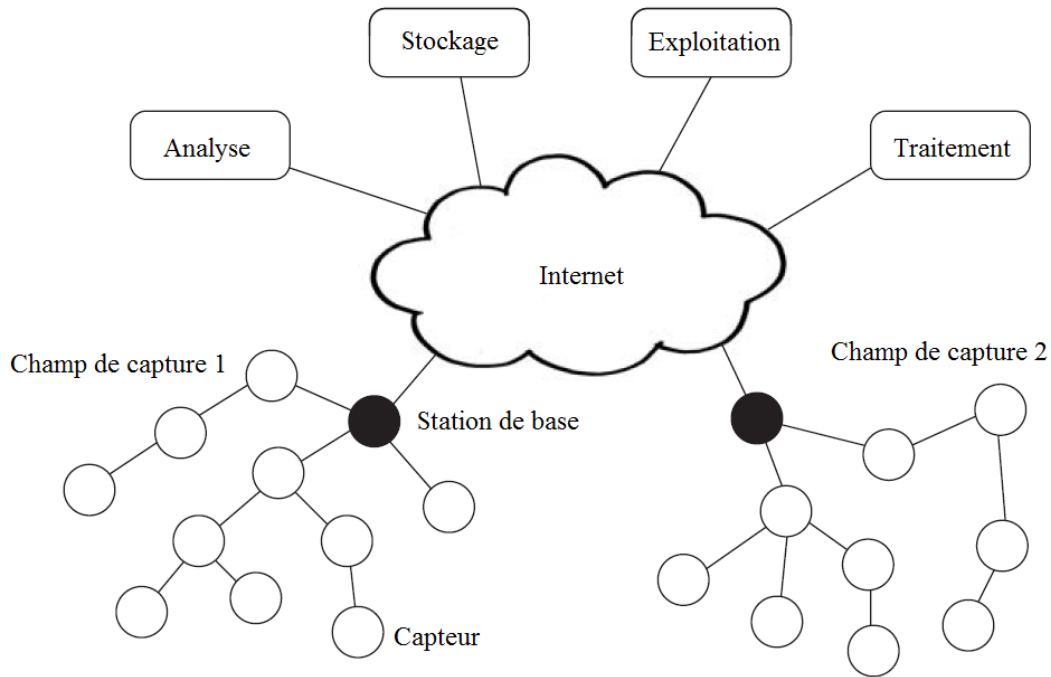 Stockage
Exploitation
Analyse
Traitement
Internet
Champ de capture 1
Champ de capture 2
Station de base
Capteur